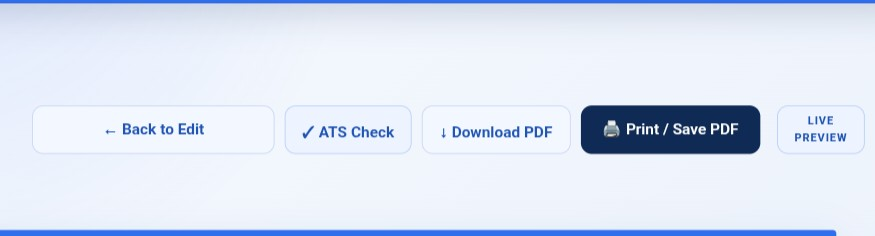 ← Back to Edit
✓ ATS Check
↓ Download PDF
🖨️ Print / Save PDF
LIVE
PREVIEW